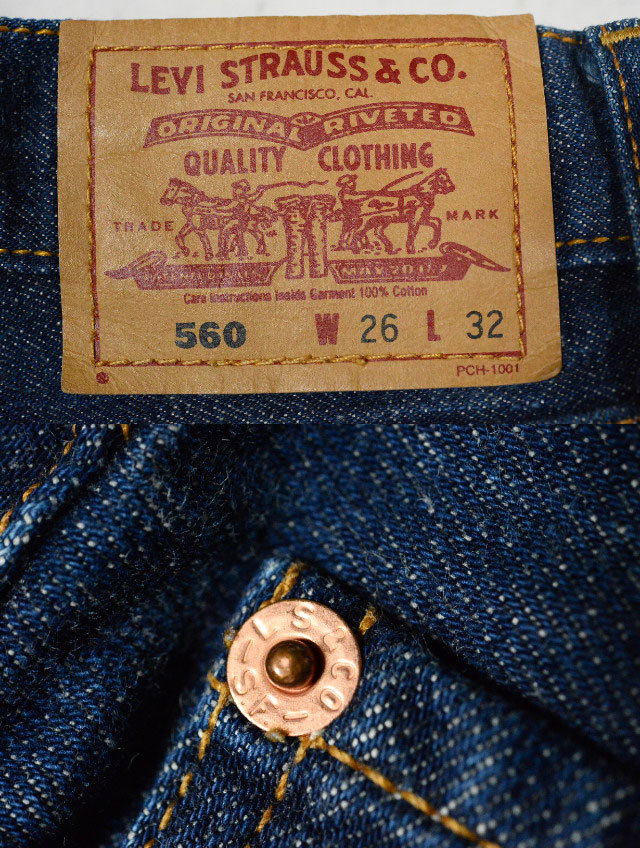 LEVI STRAUSS & CO.
SAN FRANCISCO, CAL.
ORIGINAL RIVETED
QUALITY CLOTHING
TRADE MARK
Care Instructions Inside Garment 100% Cotton
560 W 26 L 32
PCH-1001
L S & CO — S.A —